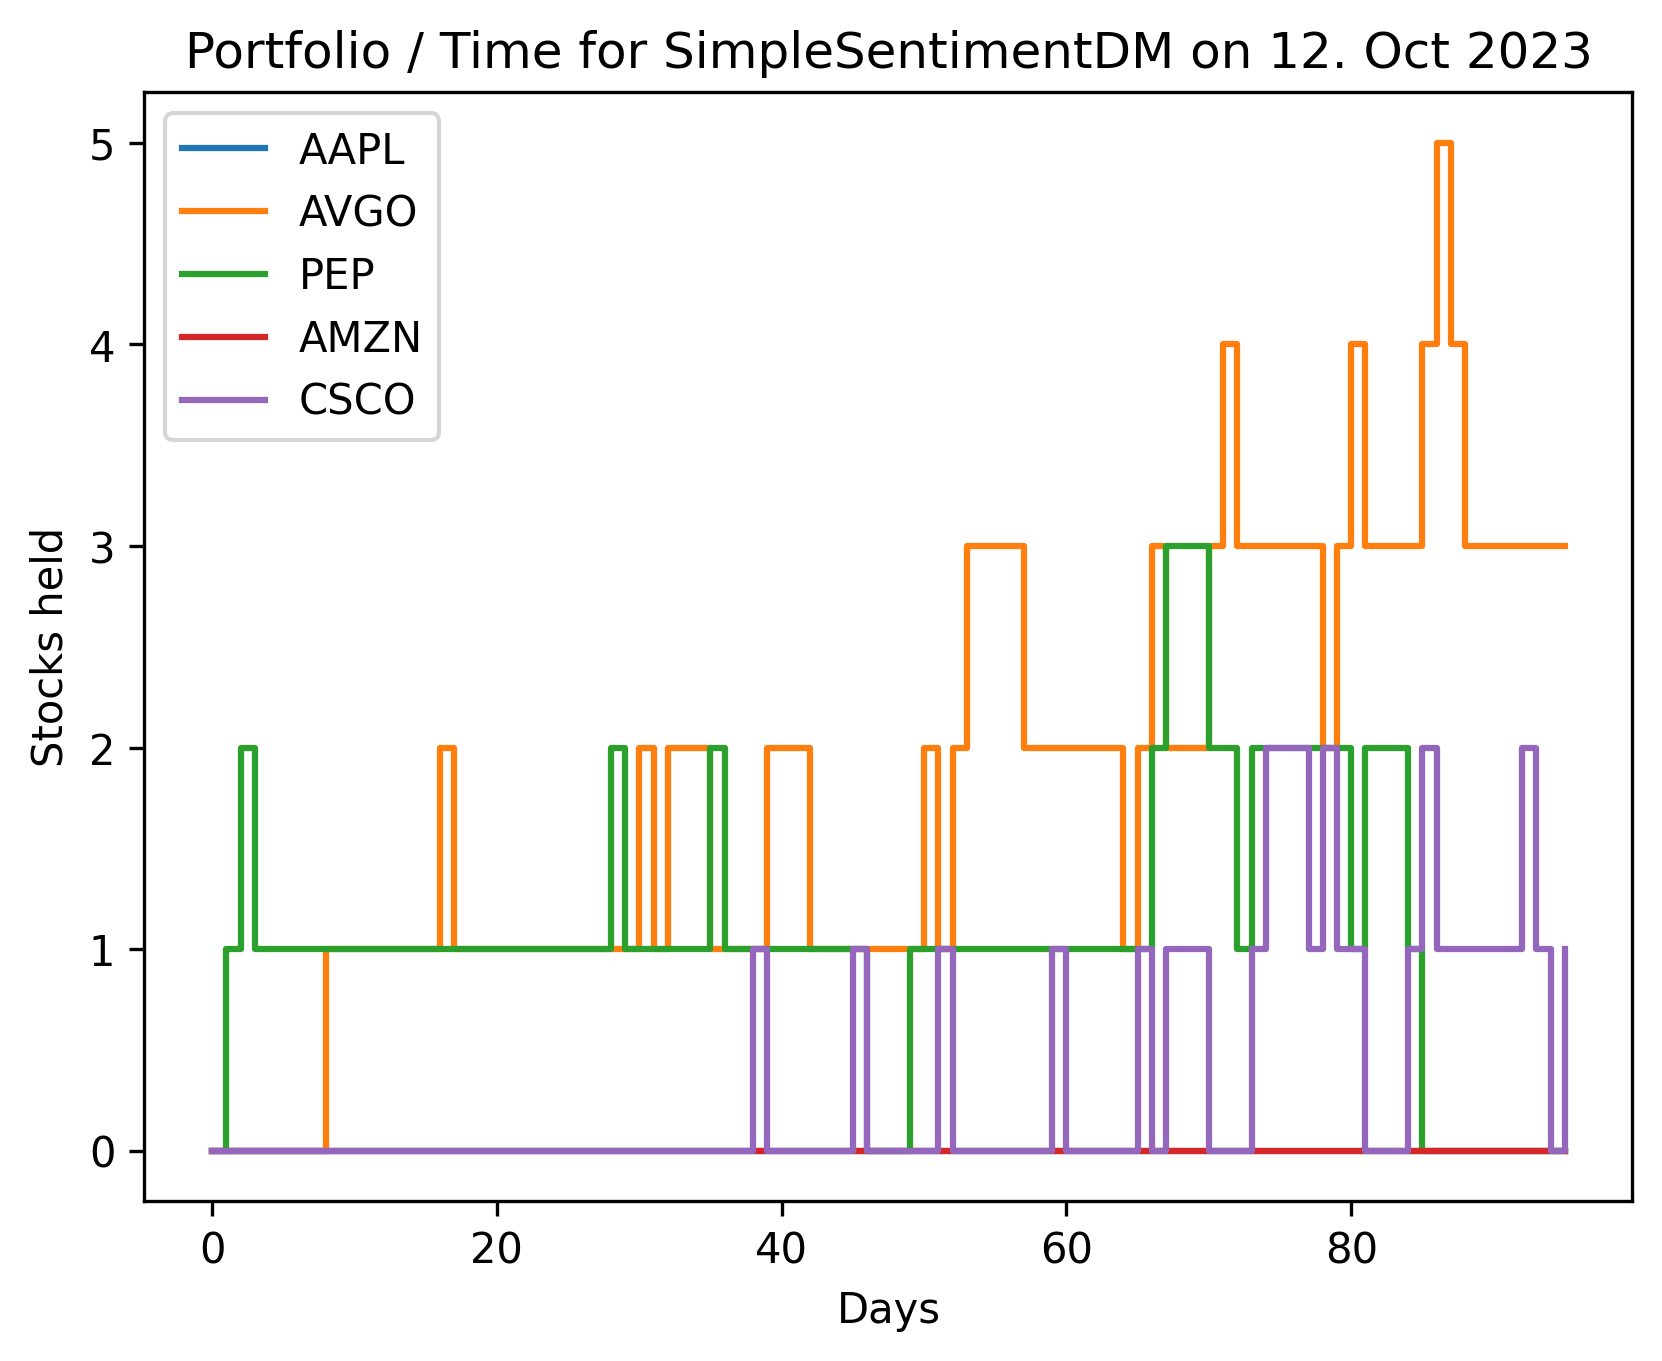 Portfolio / Time for SimpleSentimentDM on 12. Oct 2023
AAPL
AVGO
PEP
AMZN
CSCO
5
4
3
2
1
0
Stocks held
0 20 40 60 80
Days